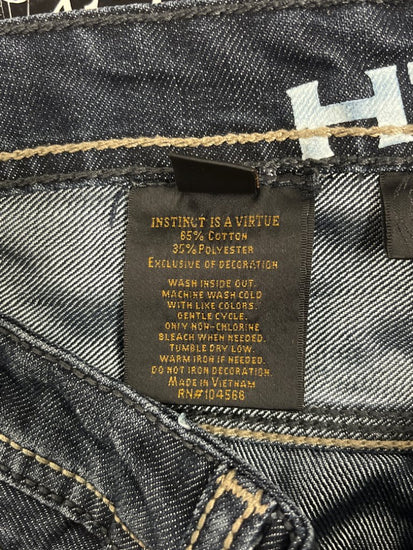 INSTINCT IS A VIRTUE
65% COTTON
35% POLYESTER
EXCLUSIVE OF DECORATION
WASH INSIDE OUT.
MACHINE WASH COLD
WITH LIKE COLORS.
GENTLE CYCLE.
ONLY NON-CHLORINE
BLEACH WHEN NEEDED.
TUMBLE DRY LOW.
WARM IRON IF NEEDED.
DO NOT IRON DECORATION.
MADE IN VIETNAM
RN#104566